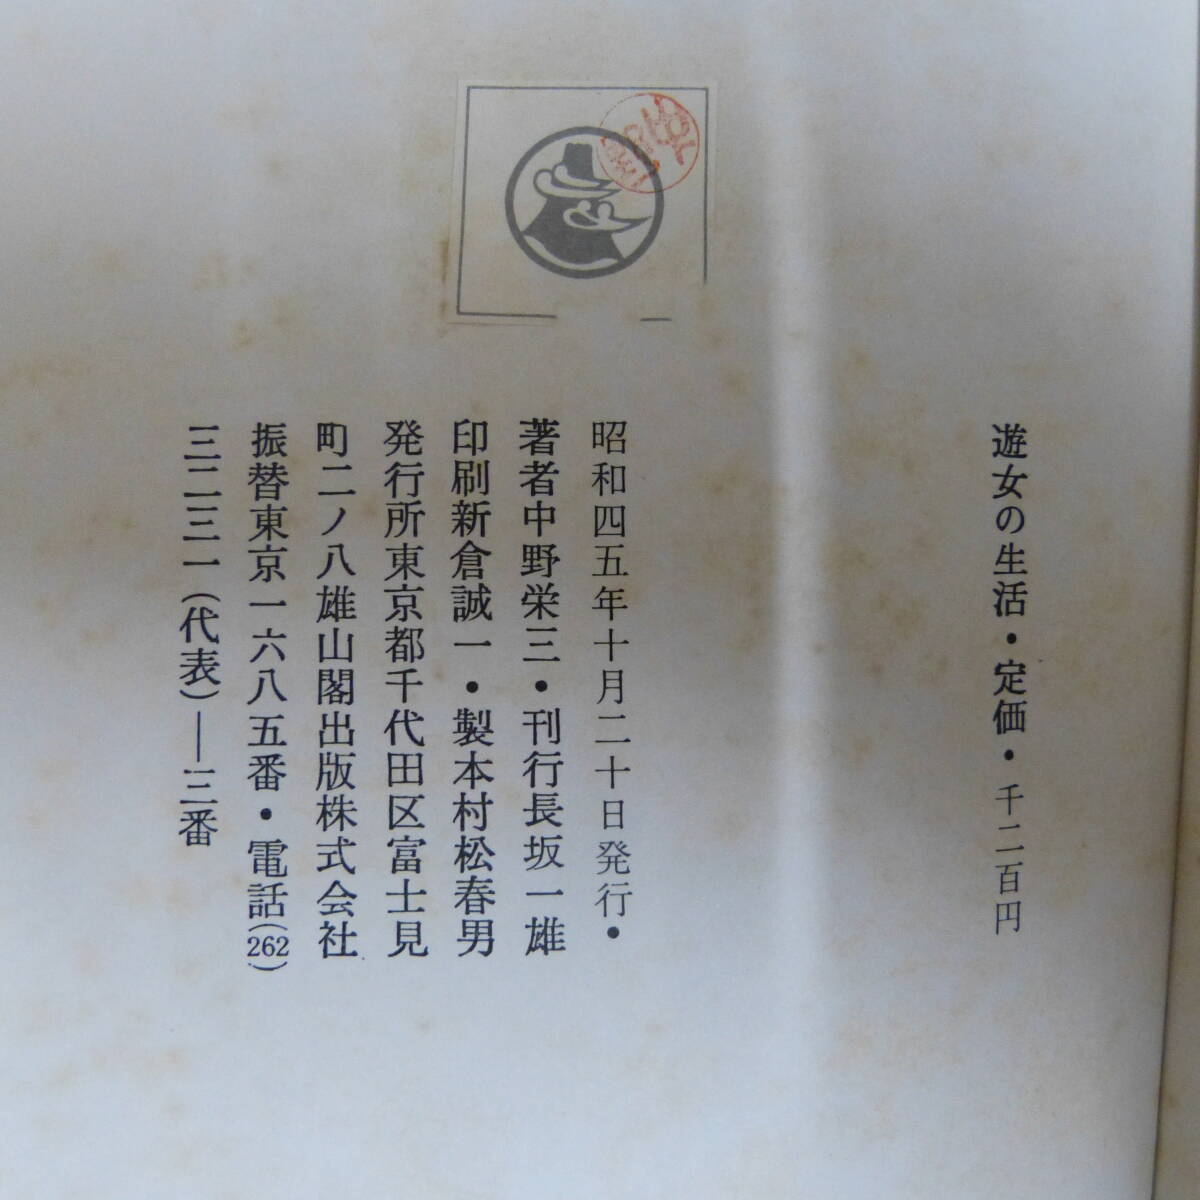 遊女の生活・定価・千二百円
昭和四五年十月二十日発行・
著者中野栄三・刊行長坂一雄
印刷新倉誠一・製本村松春男
発行所東京都千代田区富士見
町二ノ八雄山閣出版株式会社
振替東京一六八五番・電話(262)
三二三一(代表)―三番